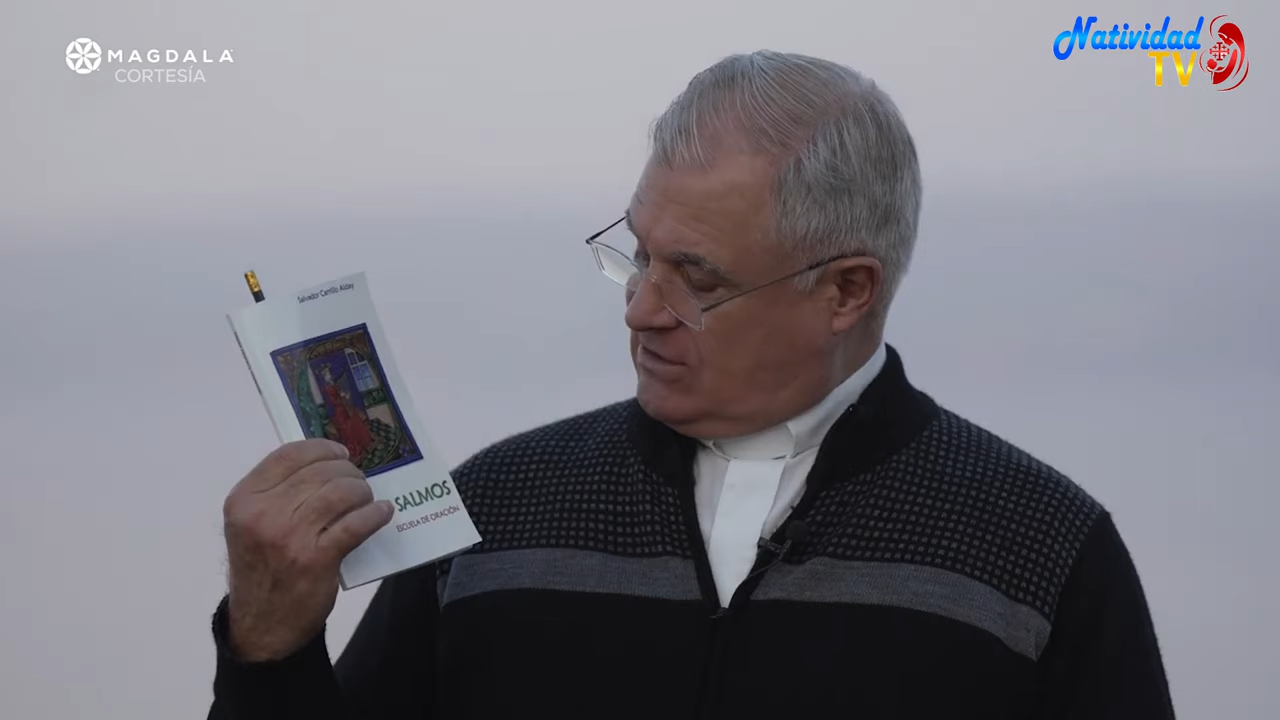 MAGDALA
CORTESÍA
Natividad
TV
Salvador Carrillo Alday
SALMOS
ESCUELA DE ORACIÓN